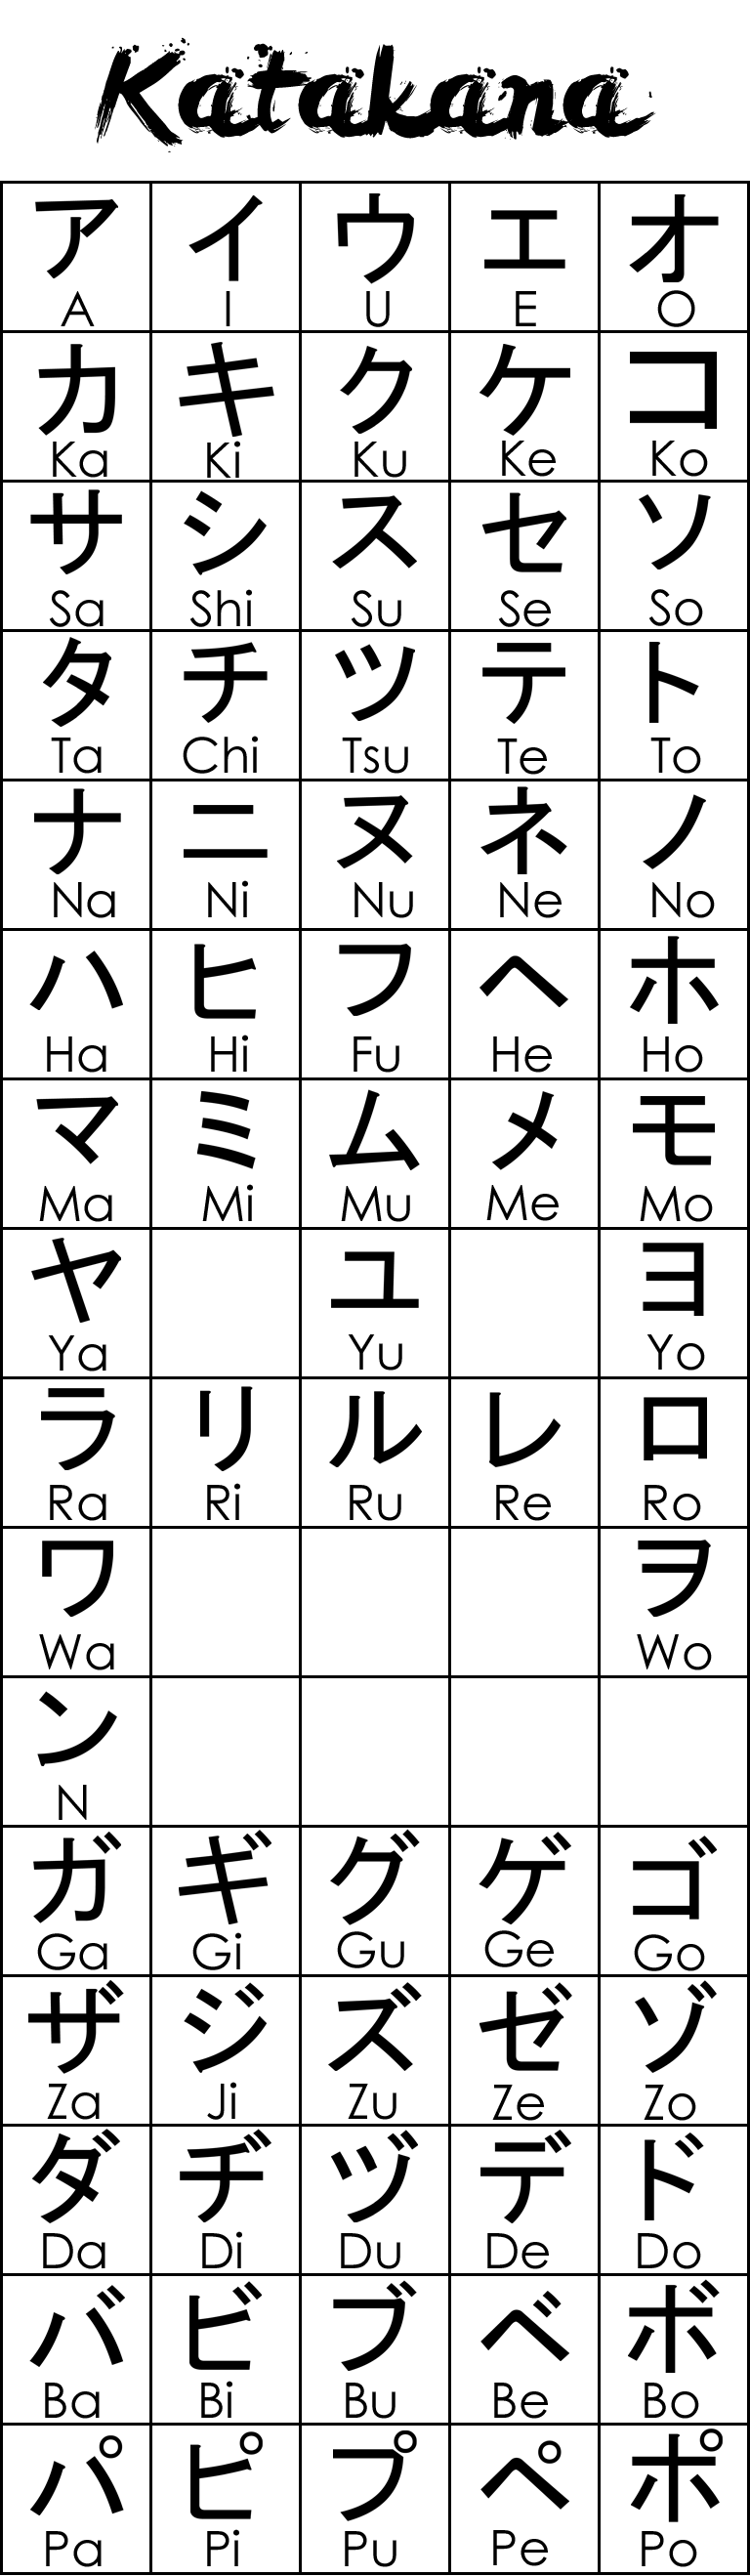 Katakana
ア イ ウ エ オ
A I U E O
カ キ ク ケ コ
Ka Ki Ku Ke Ko
サ シ ス セ ソ
Sa Shi Su Se So
タ チ ツ テ ト
Ta Chi Tsu Te To
ナ ニ ヌ ネ ノ
Na Ni Nu Ne No
ハ ヒ フ ヘ ホ
Ha Hi Fu He Ho
マ ミ ム メ モ
Ma Mi Mu Me Mo
ヤ ユ ヨ
Ya Yu Yo
ラ リ ル レ ロ
Ra Ri Ru Re Ro
ワ ヲ
Wa Wo
ン
N
ガ ギ グ ゲ ゴ
Ga Gi Gu Ge Go
ザ ジ ズ ゼ ゾ
Za Ji Zu Ze Zo
ダ ヂ ヅ デ ド
Da Di Du De Do
バ ビ ブ ベ ボ
Ba Bi Bu Be Bo
パ ピ プ ペ ポ
Pa Pi Pu Pe Po